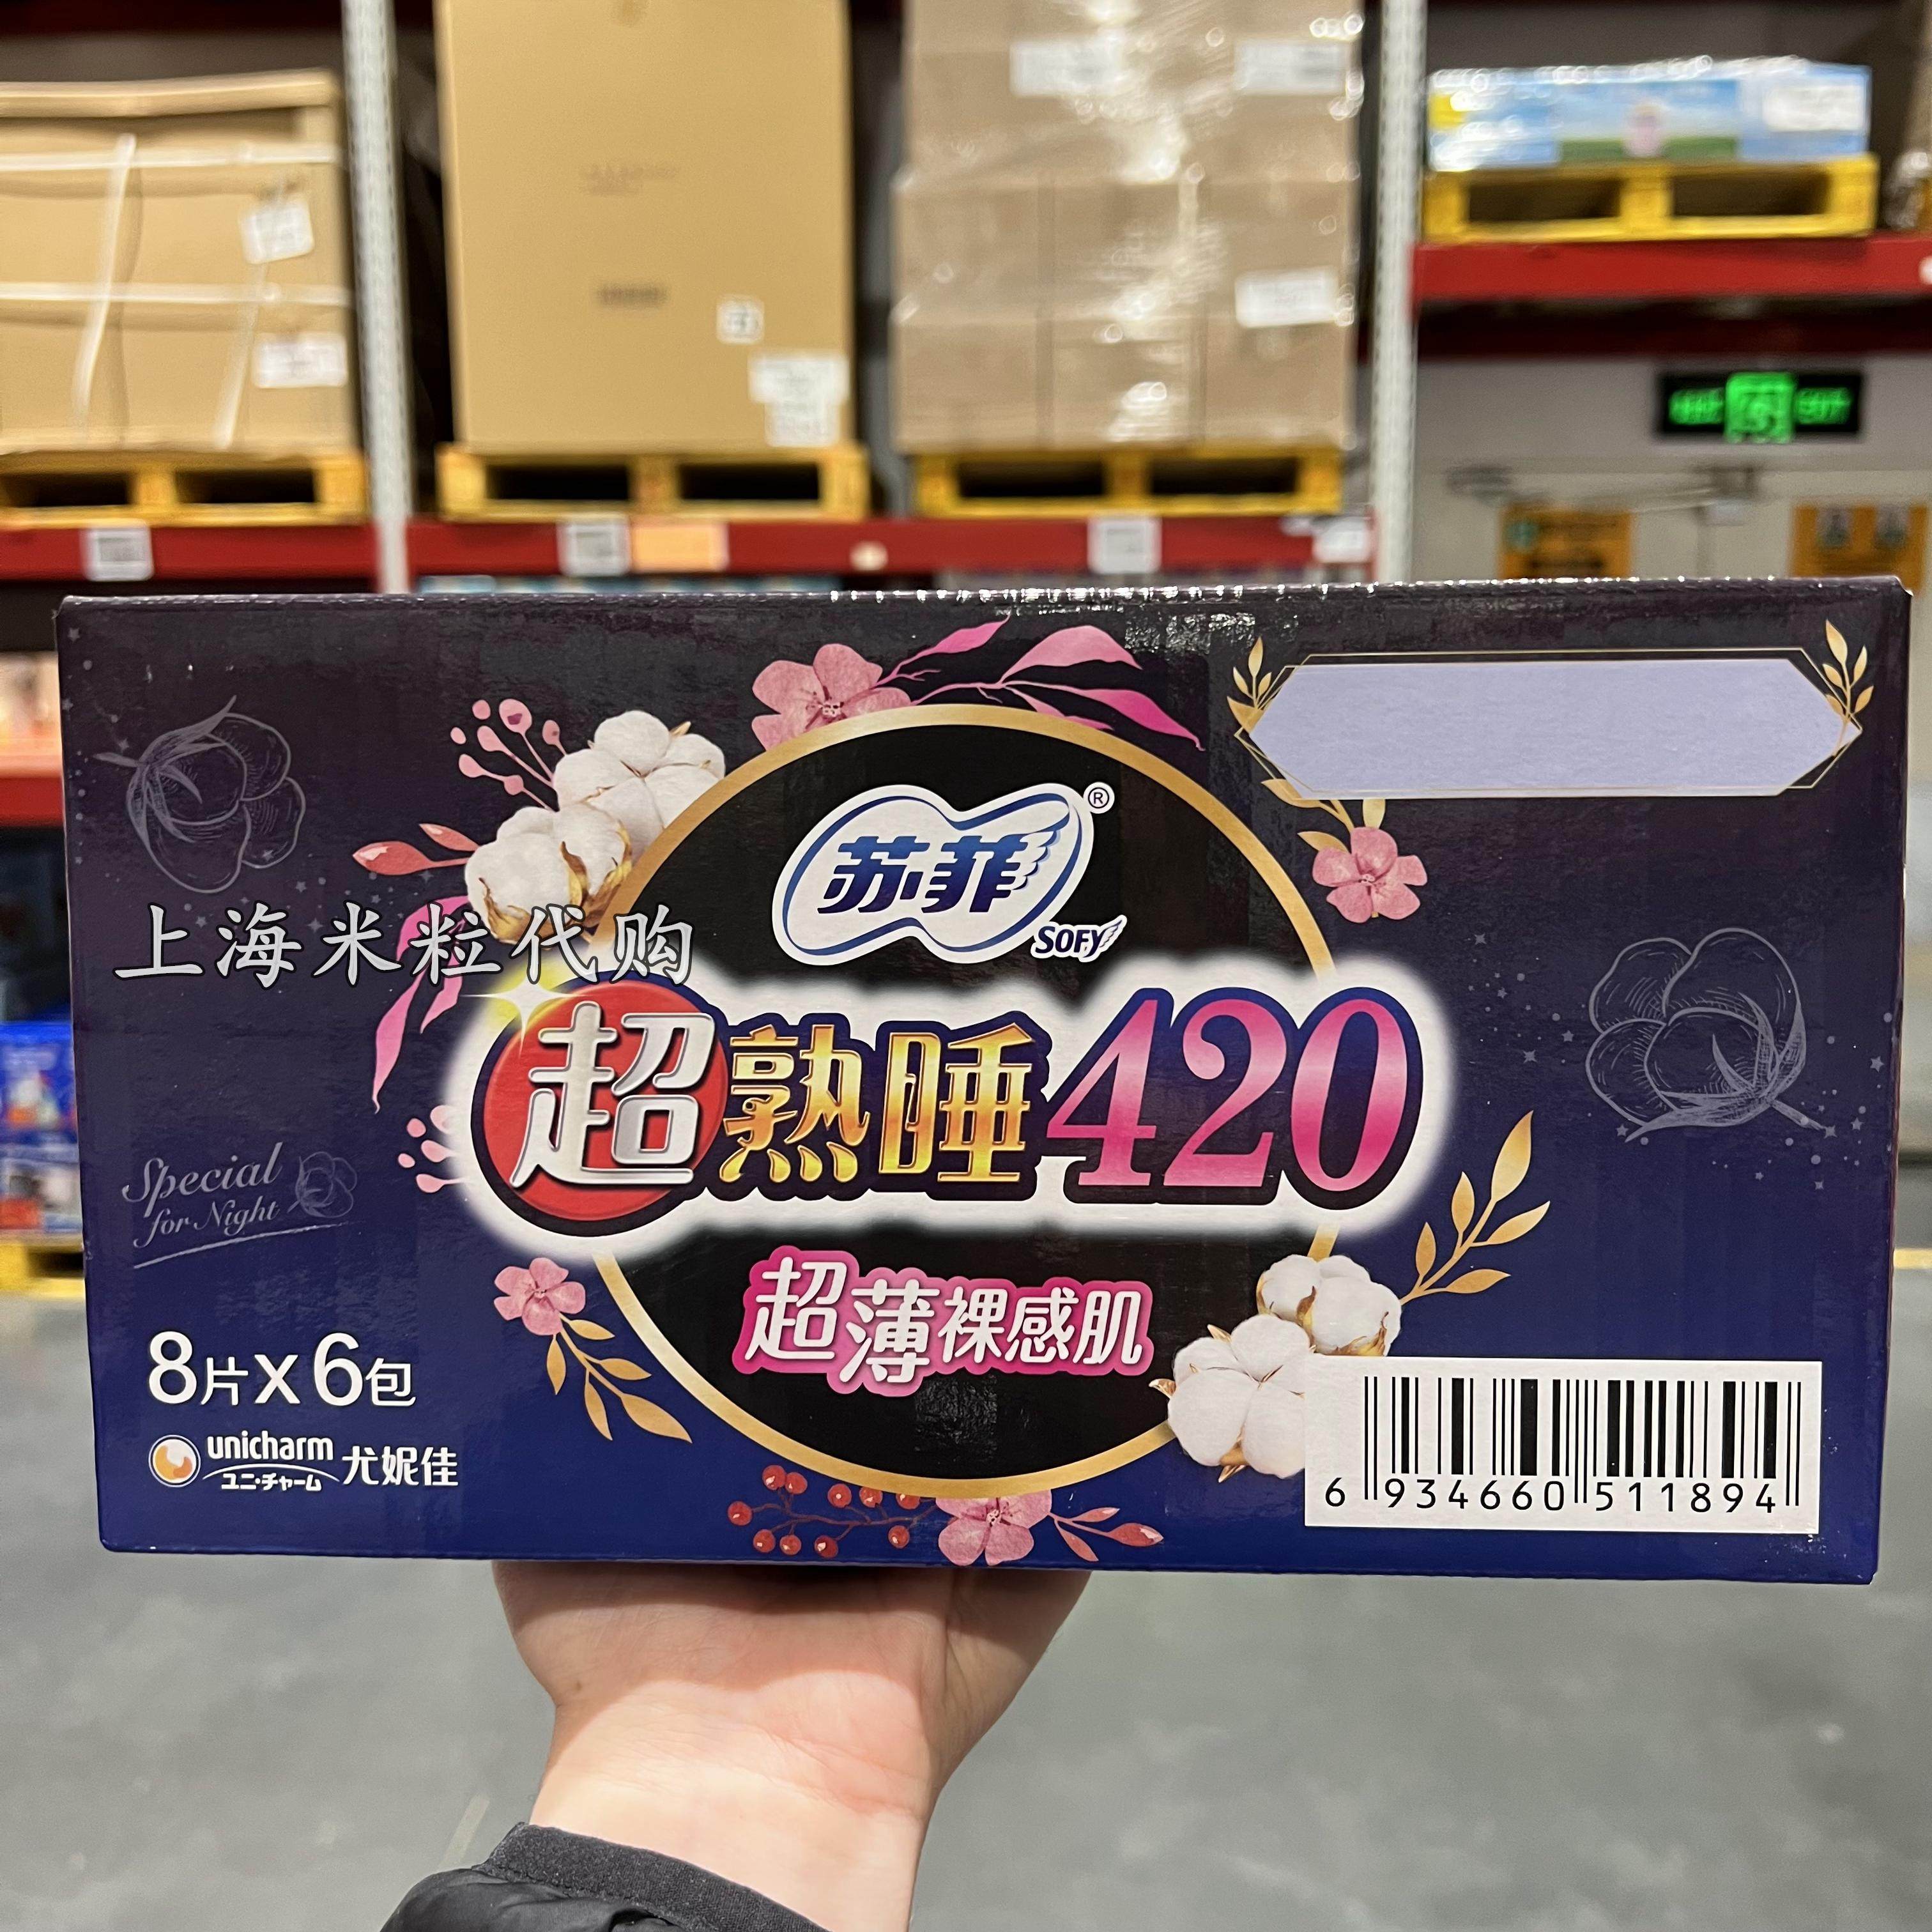 苏菲®
SOFY
上海米粒代购
超熟睡420
Special
for Night
超薄裸感肌
8片X6包
unicharm
ユニ・チャーム 尤妮佳
6 934660 511894